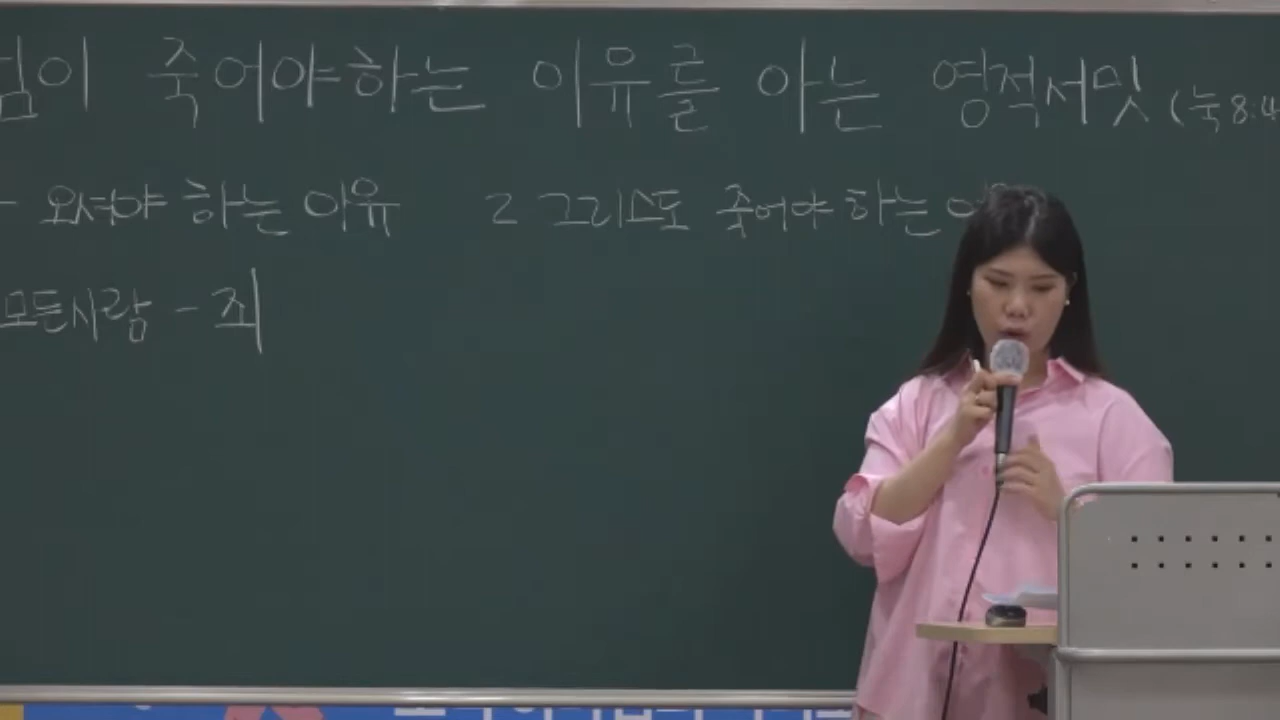 님이 죽어야하는 이유를 아는 영적서밋 (눅8:4
- 오셔야 하는 이유 2 그리스도 죽어야 하는
모든사람 - 죄